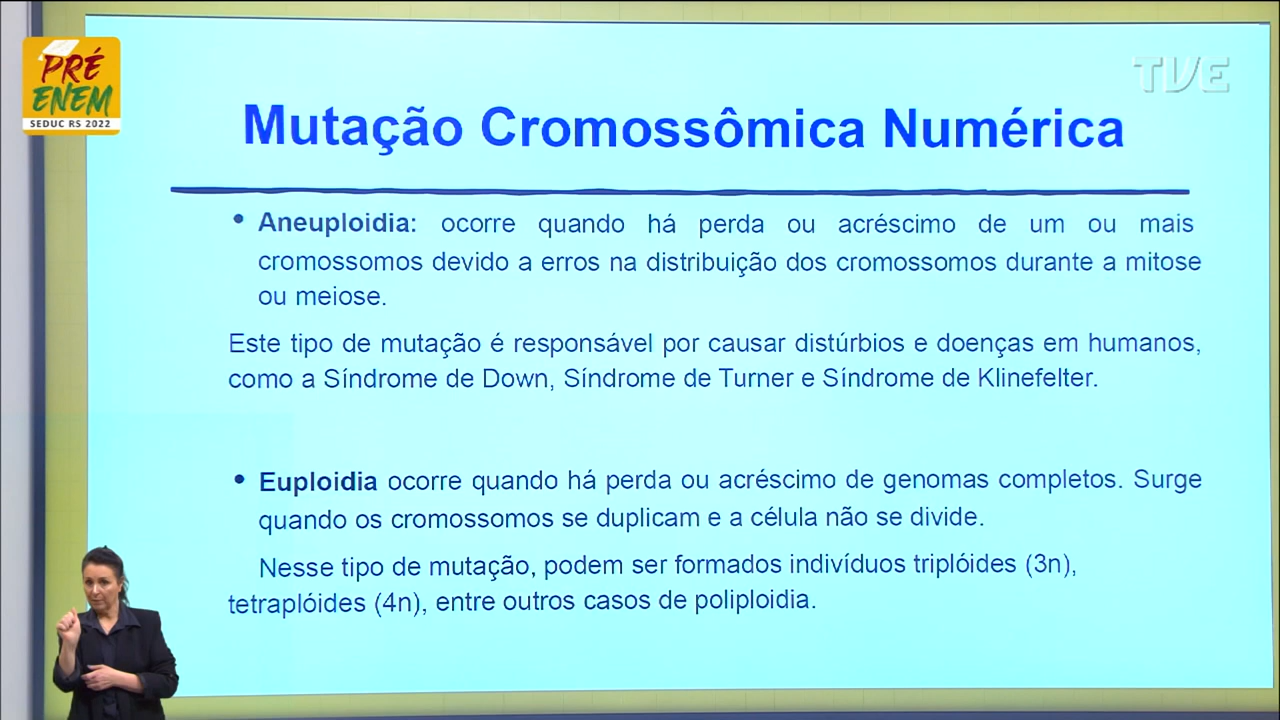 PRÉ
ENEM
SEDUC RS 2022
TVE
Mutação Cromossômica Numérica
• Aneuploidia: ocorre quando há perda ou acréscimo de um ou mais
cromossomos devido a erros na distribuição dos cromossomos durante a mitose
ou meiose.
Este tipo de mutação é responsável por causar distúrbios e doenças em humanos,
como a Síndrome de Down, Síndrome de Turner e Síndrome de Klinefelter.
• Euploidia ocorre quando há perda ou acréscimo de genomas completos. Surge
quando os cromossomos se duplicam e a célula não se divide.
Nesse tipo de mutação, podem ser formados indivíduos triplóides (3n),
tetraplóides (4n), entre outros casos de poliploidia.